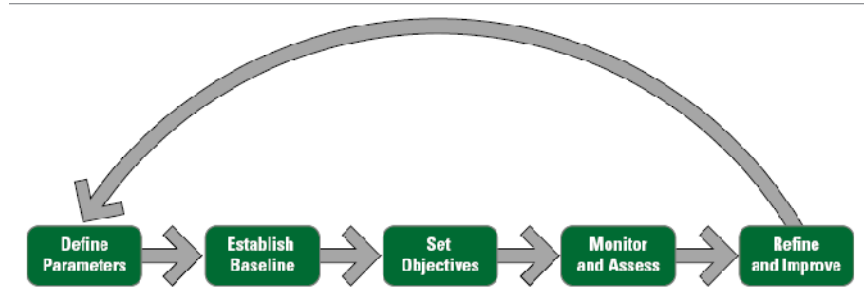 Define
Parameters
Establish
Baseline
Set
Objectives
Monitor
and Assess
Refine
and Improve